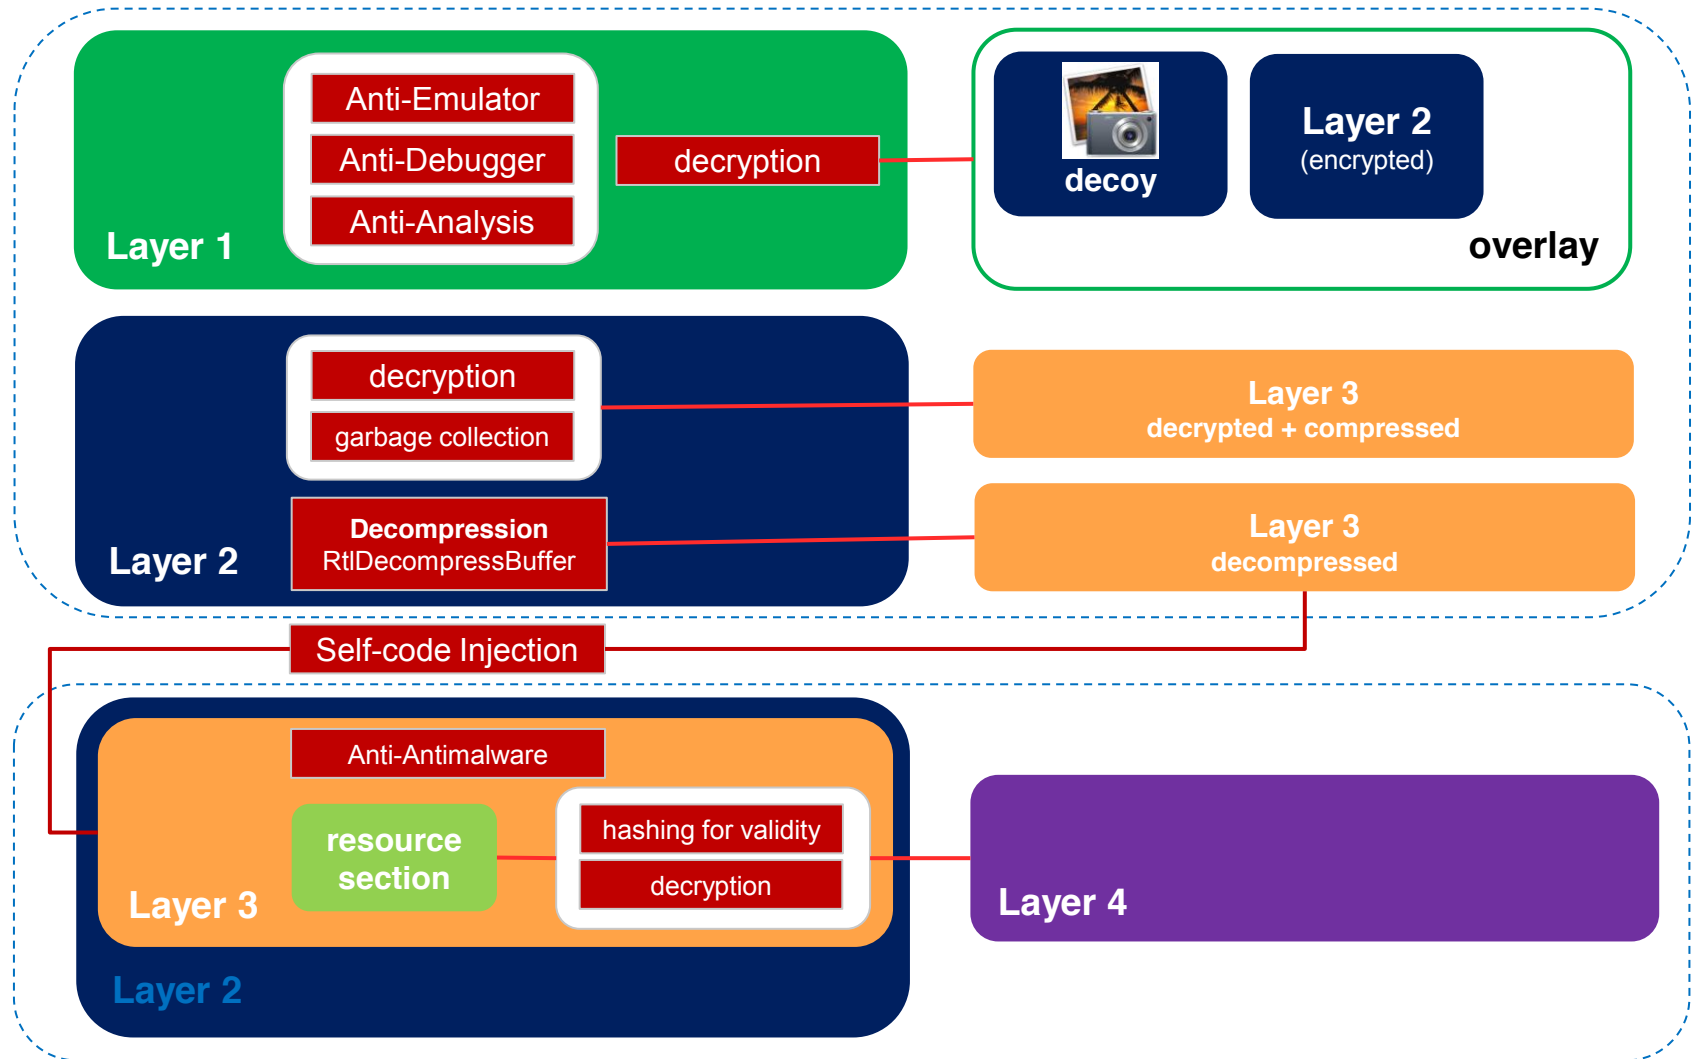 Anti-Emulator
Anti-Debugger
Anti-Analysis
Layer 1
decryption
decoy
Layer 2
(encrypted)
overlay
decryption
garbage collection
Decompression
RtlDecompressBuffer
Layer 2
Layer 3
decrypted + compressed
Layer 3
decompressed
Self-code Injection
Anti-Antimalware
resource
section
hashing for validity
decryption
Layer 3
Layer 2
Layer 4